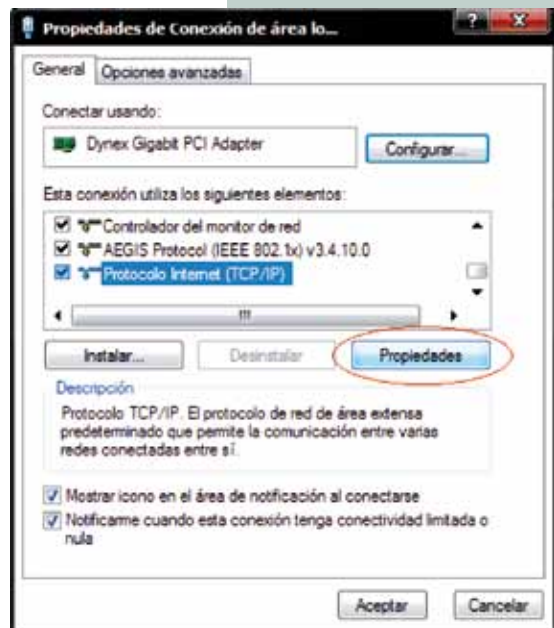 Propiedades de Conexión de área lo...
?
X
General
Opciones avanzadas
Conectar usando:
Dynex Gigabit PCI Adapter
Configurar...
Esta conexión utiliza los siguientes elementos:
Controlador del monitor de red
AEGIS Protocol (IEEE 802.1x) v3.4.10.0
Protocolo Internet (TCP/IP)
Instalar...
Desinstalar
Propiedades
Descripción
Protocolo TCP/IP. El protocolo de red de área extensa
predeterminado que permite la comunicación entre varias
redes conectadas entre sí.
Mostrar icono en el área de notificación al conectarse
Notificarme cuando esta conexión tenga conectividad limitada o
nula
Aceptar
Cancelar